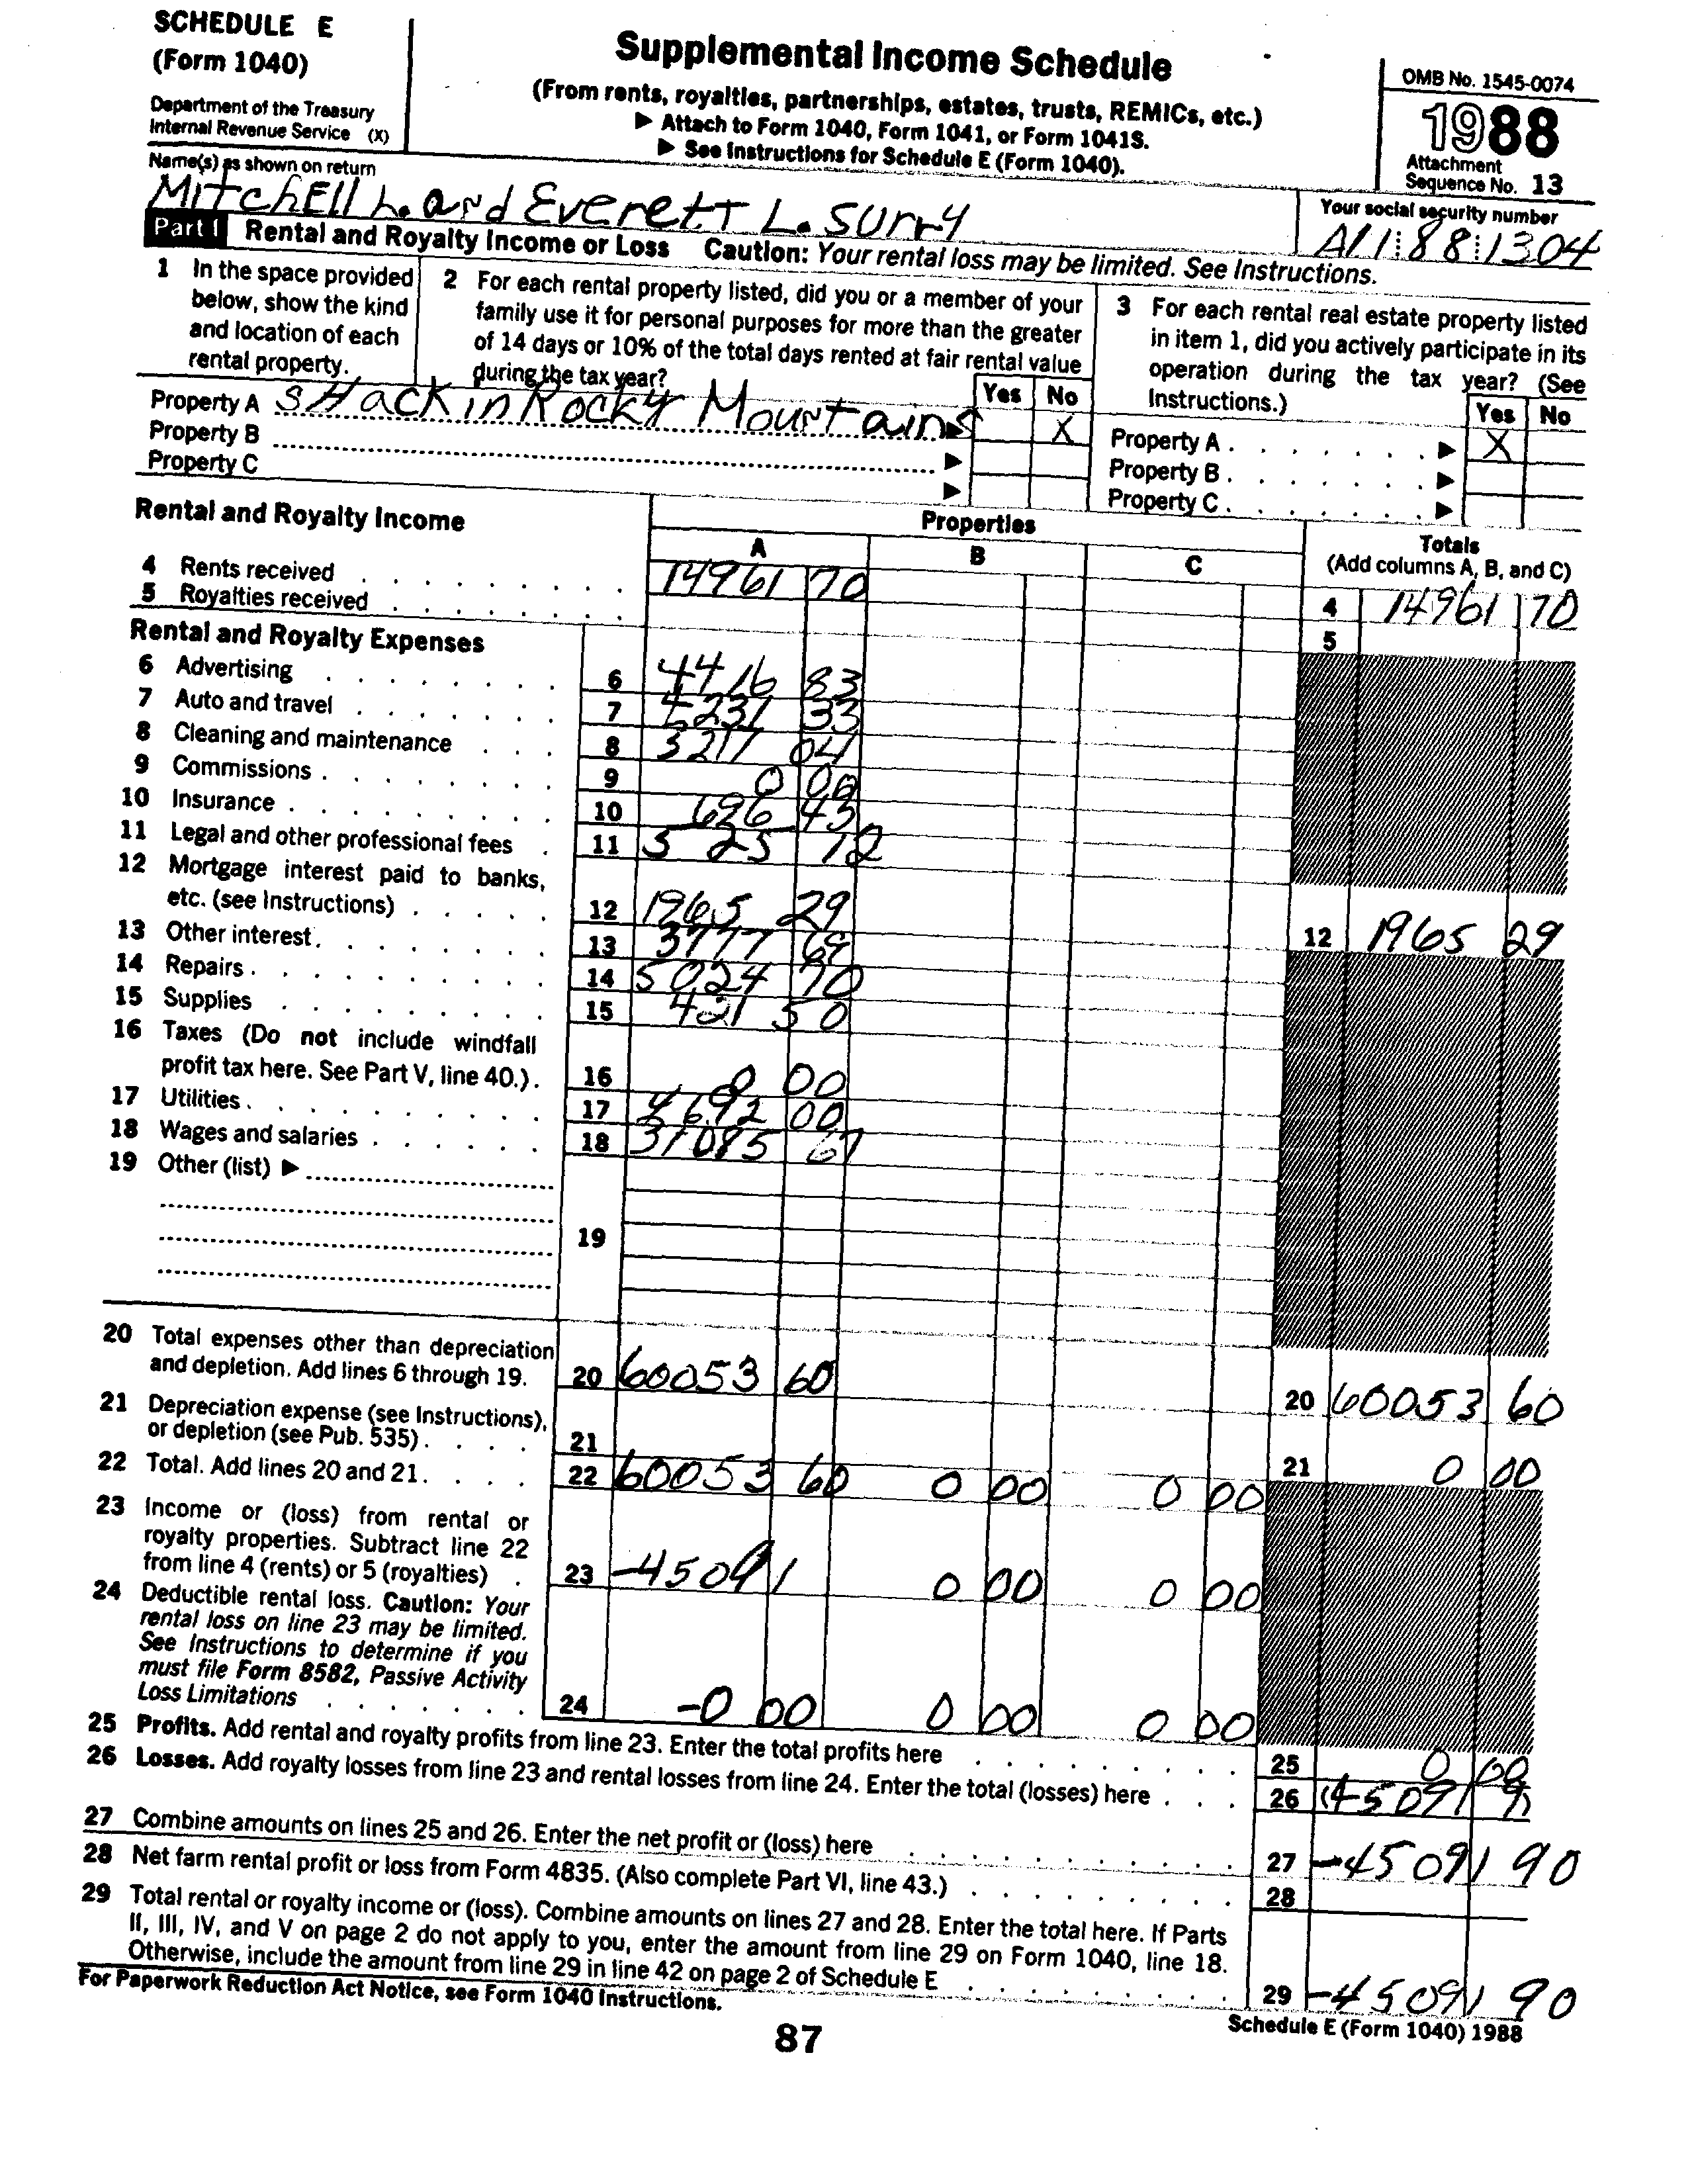 SCHEDULE E
(Form 1040)
Department of the Treasury
Internal Revenue Service (X)
Supplemental Income Schedule
(From rents, royalties, partnerships, estates, trusts, REMICs, etc.)
▶ Attach to Form 1040, Form 1041, or Form 1041S.
▶ See Instructions for Schedule E (Form 1040).
OMB No. 1545-0074
1988
Attachment
Sequence No. 13
Name(s) as shown on return
MitchEll L. and Everett L. Surry
Your social security number
A11 88 1304
Part I Rental and Royalty Income or Loss Caution: Your rental loss may be limited. See Instructions.
1 In the space provided
below, show the kind
and location of each
rental property.
2 For each rental property listed, did you or a member of your
family use it for personal purposes for more than the greater
of 14 days or 10% of the total days rented at fair rental value
during the tax year?
Yes No
3 For each rental real estate property listed
in item 1, did you actively participate in its
operation during the tax year? (See
Instructions.)
Yes No
Property A SHack in Rocky Mountains ▶ X
Property B ▶
Property C ▶
Property A . . . . . . . ▶ X
Property B . . . . . . . ▶
Property C . . . . . . . ▶
Rental and Royalty Income
Properties
A B C
Totals
(Add columns A, B, and C)
4 Rents received 14961 70 4 14961 70
5 Royalties received 5
Rental and Royalty Expenses
6 Advertising 6 4416 83
7 Auto and travel 7 4231 33
8 Cleaning and maintenance 8 3217 04
9 Commissions 9 0 00
10 Insurance 10 696 43
11 Legal and other professional fees 11 5 25 12
12 Mortgage interest paid to banks,
etc. (see Instructions) 12 1965 29 12 1965 29
13 Other interest 13 3777 69
14 Repairs 14 5024 70
15 Supplies 15 421 50
16 Taxes (Do not include windfall
profit tax here. See Part V, line 40.) 16 0 00
17 Utilities 17 4692 00
18 Wages and salaries 18 31085 67
19 Other (list) ▶
19
20 Total expenses other than depreciation
and depletion. Add lines 6 through 19. 20 60053 60 20 60053 60
21 Depreciation expense (see Instructions),
or depletion (see Pub. 535) 21 21 0 00
22 Total. Add lines 20 and 21 22 60053 60 0 00 0 00
23 Income or (loss) from rental or
royalty properties. Subtract line 22
from line 4 (rents) or 5 (royalties) 23 -45091 0 00 0 00
24 Deductible rental loss. Caution: Your
rental loss on line 23 may be limited.
See Instructions to determine if you
must file Form 8582, Passive Activity
Loss Limitations 24 -0 00 0 00 0 00
25 Profits. Add rental and royalty profits from line 23. Enter the total profits here 25 0 00
26 Losses. Add royalty losses from line 23 and rental losses from line 24. Enter the total (losses) here 26 (45091 9)
27 Combine amounts on lines 25 and 26. Enter the net profit or (loss) here 27 -45091 90
28 Net farm rental profit or loss from Form 4835. (Also complete Part VI, line 43.) 28
29 Total rental or royalty income or (loss). Combine amounts on lines 27 and 28. Enter the total here. If Parts
II, III, IV, and V on page 2 do not apply to you, enter the amount from line 29 on Form 1040, line 18.
Otherwise, include the amount from line 29 in line 42 on page 2 of Schedule E 29 -45091 90
For Paperwork Reduction Act Notice, see Form 1040 Instructions.
Schedule E (Form 1040) 1988
87